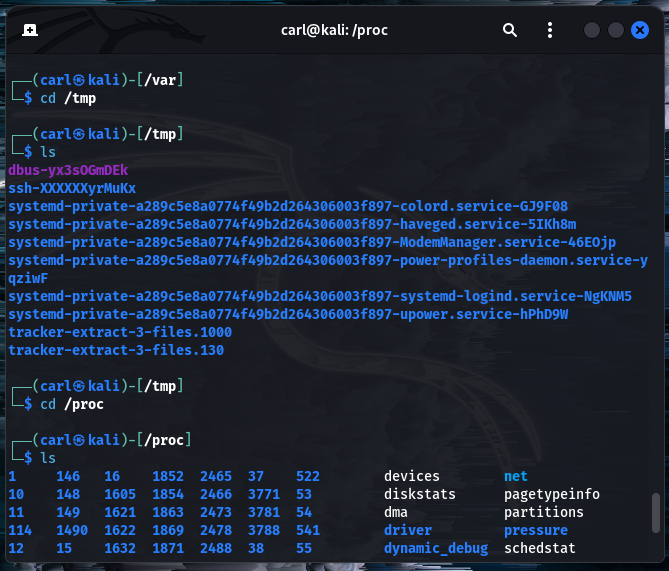 carl@kali: /proc
┌──(carl㉿kali)-[/var]
└─$ cd /tmp
┌──(carl㉿kali)-[/tmp]
└─$ ls
dbus-yx3sOGmDEk
ssh-XXXXXXyrMuKx
systemd-private-a289c5e8a0774f49b2d264306003f897-colord.service-GJ9F08
systemd-private-a289c5e8a0774f49b2d264306003f897-haveged.service-5IKh8m
systemd-private-a289c5e8a0774f49b2d264306003f897-ModemManager.service-46EOjp
systemd-private-a289c5e8a0774f49b2d264306003f897-power-profiles-daemon.service-y
qziwF
systemd-private-a289c5e8a0774f49b2d264306003f897-systemd-logind.service-NgKNM5
systemd-private-a289c5e8a0774f49b2d264306003f897-upower.service-hPhD9W
tracker-extract-3-files.1000
tracker-extract-3-files.130
┌──(carl㉿kali)-[/tmp]
└─$ cd /proc
┌──(carl㉿kali)-[/proc]
└─$ ls
1 146 16 1852 2465 37 522 devices net
10 148 1605 1854 2466 3771 53 diskstats pagetypeinfo
11 149 1621 1863 2473 3781 54 dma partitions
114 1490 1622 1869 2478 3788 541 driver pressure
12 15 1632 1871 2488 38 55 dynamic_debug schedstat